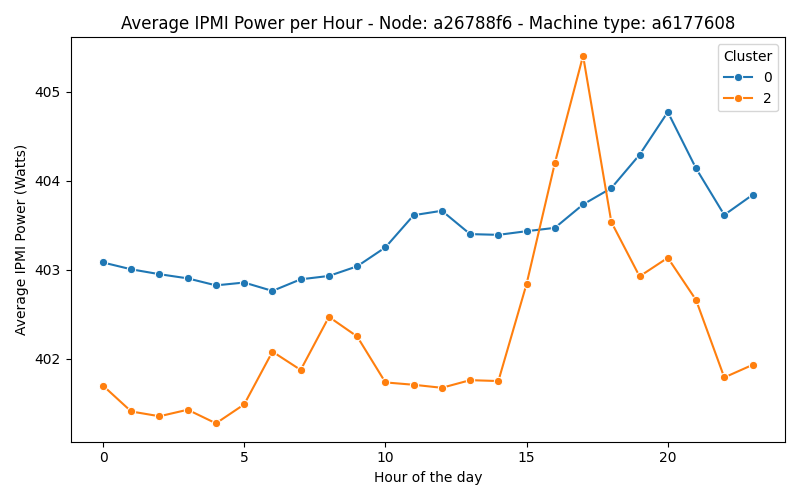 Average IPMI Power per Hour - Node: a26788f6 - Machine type: a6177608
Cluster
0
2
405
404
403
402
Average IPMI Power (Watts)
0 5 10 15 20
Hour of the day